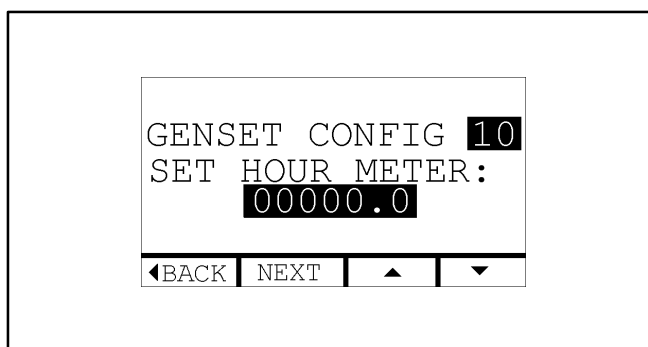 GENSET CONFIG 10
SET HOUR METER:
00000.0
◀BACK NEXT ▲ ▼